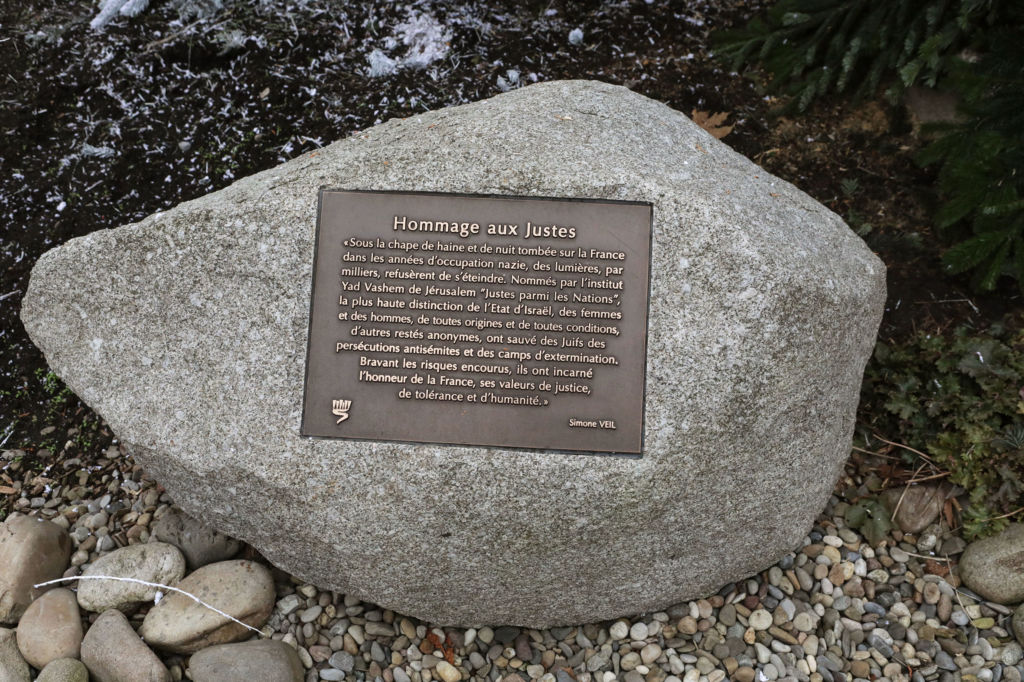 Hommage aux Justes
«Sous la chape de haine et de nuit tombée sur la France
dans les années d'occupation nazie, des lumières, par
milliers, refusèrent de s'éteindre. Nommés par l'institut
Yad Vashem de Jérusalem "Justes parmi les Nations",
la plus haute distinction de l'Etat d'Israël, des femmes
et des hommes, de toutes origines et de toutes conditions,
d'autres restés anonymes, ont sauvé des Juifs des
persécutions antisémites et des camps d'extermination.
Bravant les risques encourus, ils ont incarné
l'honneur de la France, ses valeurs de justice,
de tolérance et d'humanité.»
Simone VEIL